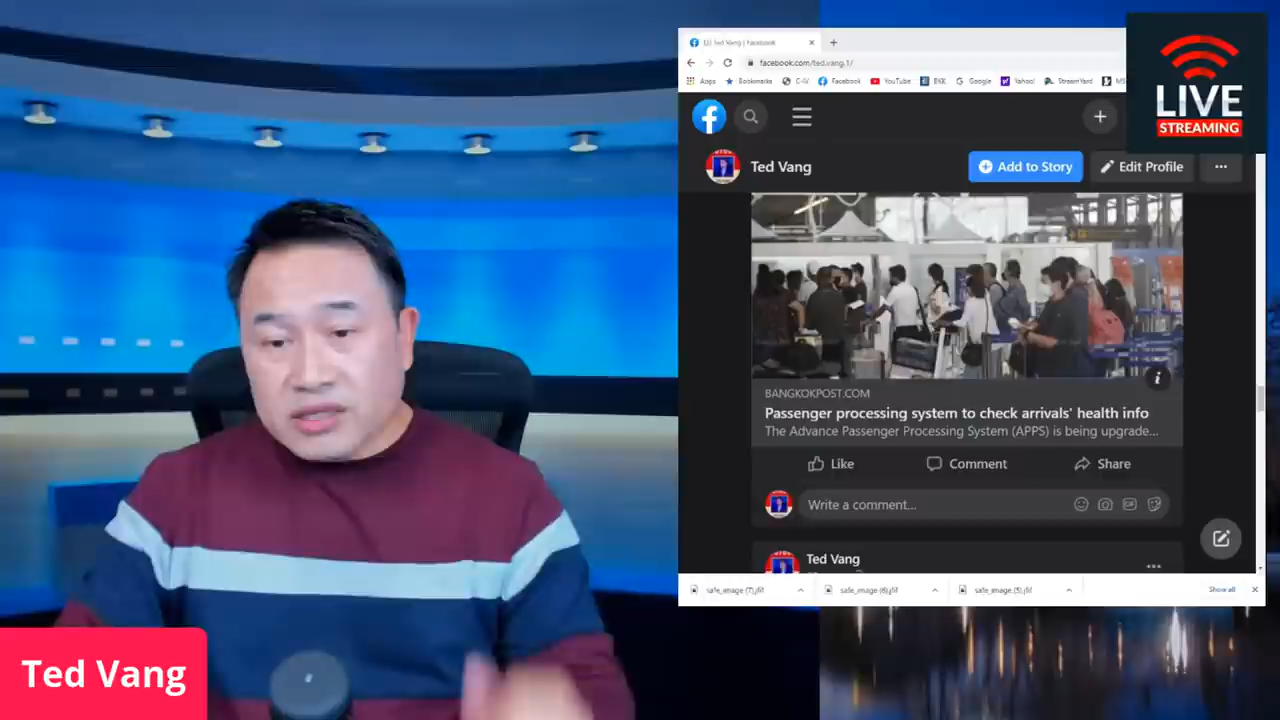 Ted Vang | Facebook
facebook.com/ted.vang.1/
Apps
Bookmarks
C-IV
Facebook
YouTube
BKK
Google
Yahoo!
StreamYard
LIVE
STREAMING
Ted Vang
Add to Story
Edit Profile
BANGKOKPOST.COM
Passenger processing system to check arrivals' health info
The Advance Passenger Processing System (APPS) is being upgrade...
Like
Comment
Share
Write a comment...
GIF
Ted Vang
safe_image (7).jfif
safe_image (6).jfif
safe_image (5).jfif
Show all
Ted Vang